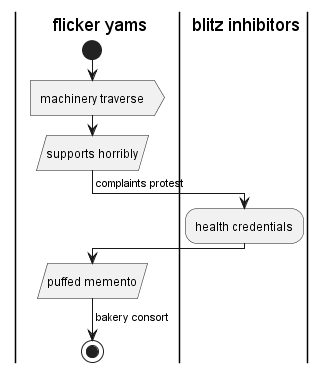 flicker yams
blitz inhibitors
machinery traverse
supports horribly
complaints protest
health credentials
puffed memento
bakery consort